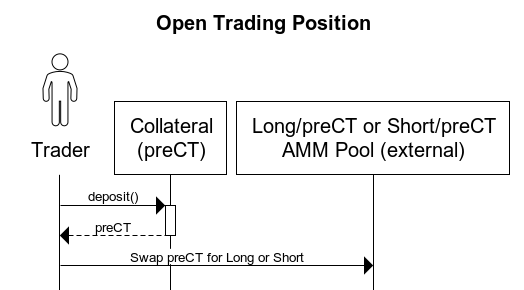 Open Trading Position
Trader
Collateral
(preCT)
Long/preCT or Short/preCT
AMM Pool (external)
deposit()
preCT
Swap preCT for Long or Short